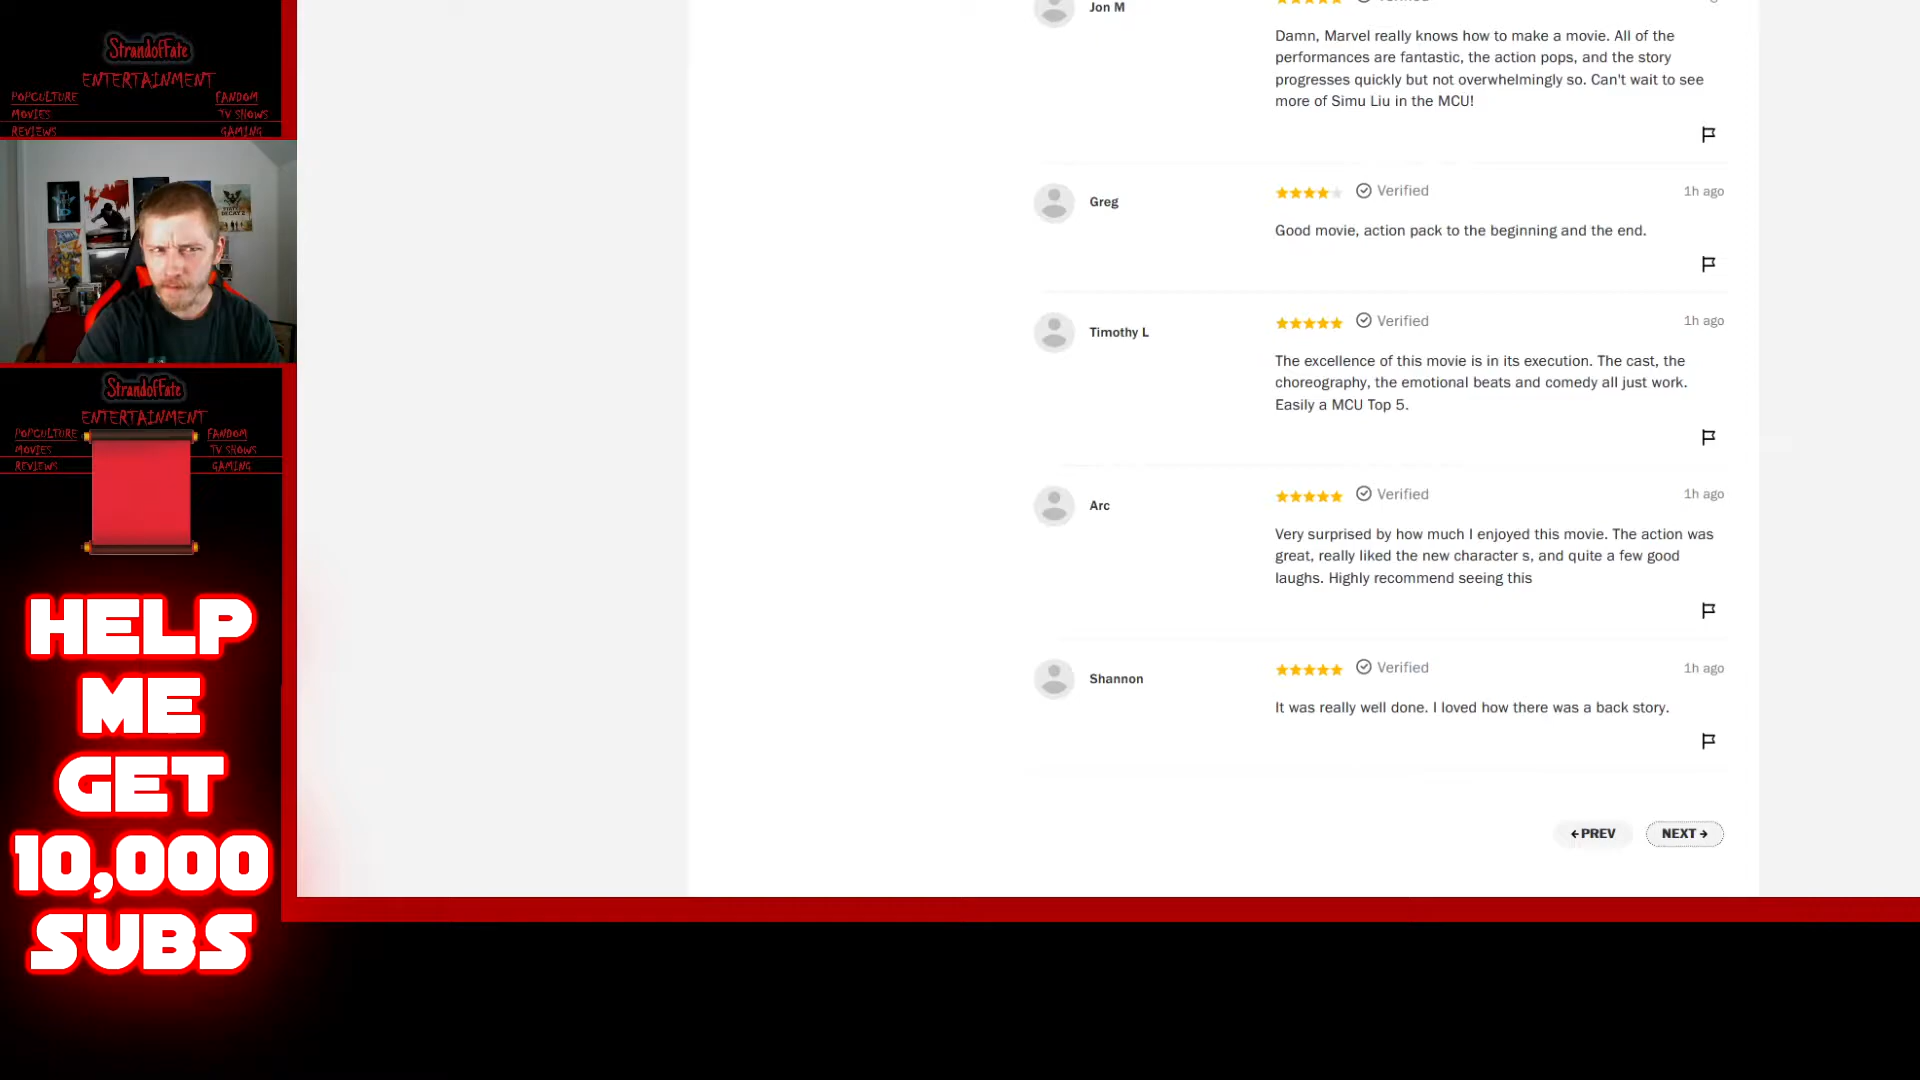 StrandofFate
ENTERTAINMENT
POPCULTURE
FANDOM
MOVIES
TV SHOWS
REVIEWS
GAMING
StrandofFate
ENTERTAINMENT
POPCULTURE
FANDOM
MOVIES
TV SHOWS
REVIEWS
GAMING
HELP
ME
GET
10,000
SUBS
Jon M
Verified
Damn, Marvel really knows how to make a movie. All of the
performances are fantastic, the action pops, and the story
progresses quickly but not overwhelmingly so. Can't wait to see
more of Simu Liu in the MCU!
Greg
Verified
1h ago
Good movie, action pack to the beginning and the end.
Timothy L
Verified
1h ago
The excellence of this movie is in its execution. The cast, the
choreography, the emotional beats and comedy all just work.
Easily a MCU Top 5.
Arc
Verified
1h ago
Very surprised by how much I enjoyed this movie. The action was
great, really liked the new character s, and quite a few good
laughs. Highly recommend seeing this
Shannon
Verified
1h ago
It was really well done. I loved how there was a back story.
PREV
NEXT